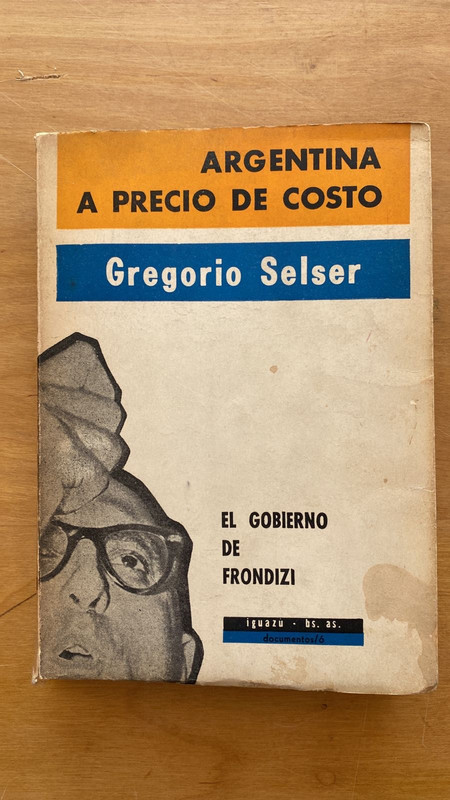 ARGENTINA
A PRECIO DE COSTO
Gregorio Selser
EL GOBIERNO
DE
FRONDIZI
iguazu - bs. as.
documentos/6